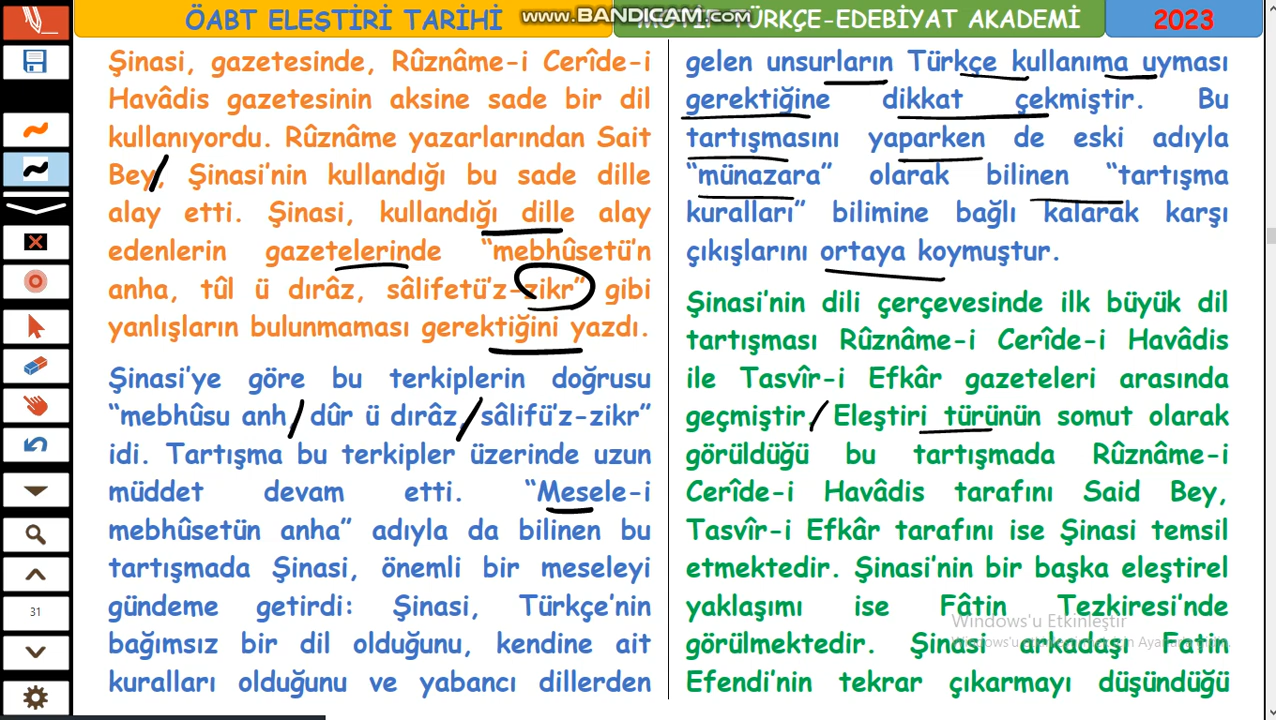 ÖABT ELEŞTİRİ TARİHİ
www.BANDICAM.com
TÜRKÇE-EDEBİYAT AKADEMİ
2023
Şinasi, gazetesinde, Rûznâme-i Cerîde-i
Havâdis gazetesinin aksine sade bir dil
kullanıyordu. Rûznâme yazarlarından Sait
Bey, Şinasi’nin kullandığı bu sade dille
alay etti. Şinasi, kullandığı dille alay
edenlerin gazetelerinde “mebhûsetü’n
anha, tûl ü dırâz, sâlifetü’z-zikr” gibi
yanlışların bulunmaması gerektiğini yazdı.
Şinasi’ye göre bu terkiplerin doğrusu
“mebhûsu anh, dûr ü dırâz, sâlifü’z-zikr”
idi. Tartışma bu terkipler üzerinde uzun
müddet devam etti. “Mesele-i
mebhûsetün anha” adıyla da bilinen bu
tartışmada Şinasi, önemli bir meseleyi
gündeme getirdi: Şinasi, Türkçe’nin
bağımsız bir dil olduğunu, kendine ait
kuralları olduğunu ve yabancı dillerden
gelen unsurların Türkçe kullanıma uyması
gerektiğine dikkat çekmiştir. Bu
tartışmasını yaparken de eski adıyla
“münazara” olarak bilinen “tartışma
kuralları” bilimine bağlı kalarak karşı
çıkışlarını ortaya koymuştur.
Şinasi’nin dili çerçevesinde ilk büyük dil
tartışması Rûznâme-i Cerîde-i Havâdis
ile Tasvîr-i Efkâr gazeteleri arasında
geçmiştir. Eleştiri türünün somut olarak
görüldüğü bu tartışmada Rûznâme-i
Cerîde-i Havâdis tarafını Said Bey,
Tasvîr-i Efkâr tarafını ise Şinasi temsil
etmektedir. Şinasi’nin bir başka eleştirel
yaklaşımı ise Fâtin Tezkiresi’nde
görülmektedir. Şinasi arkadaşı Fatin
Efendi’nin tekrar çıkarmayı düşündüğü
31
Windows'u Etkinleştir